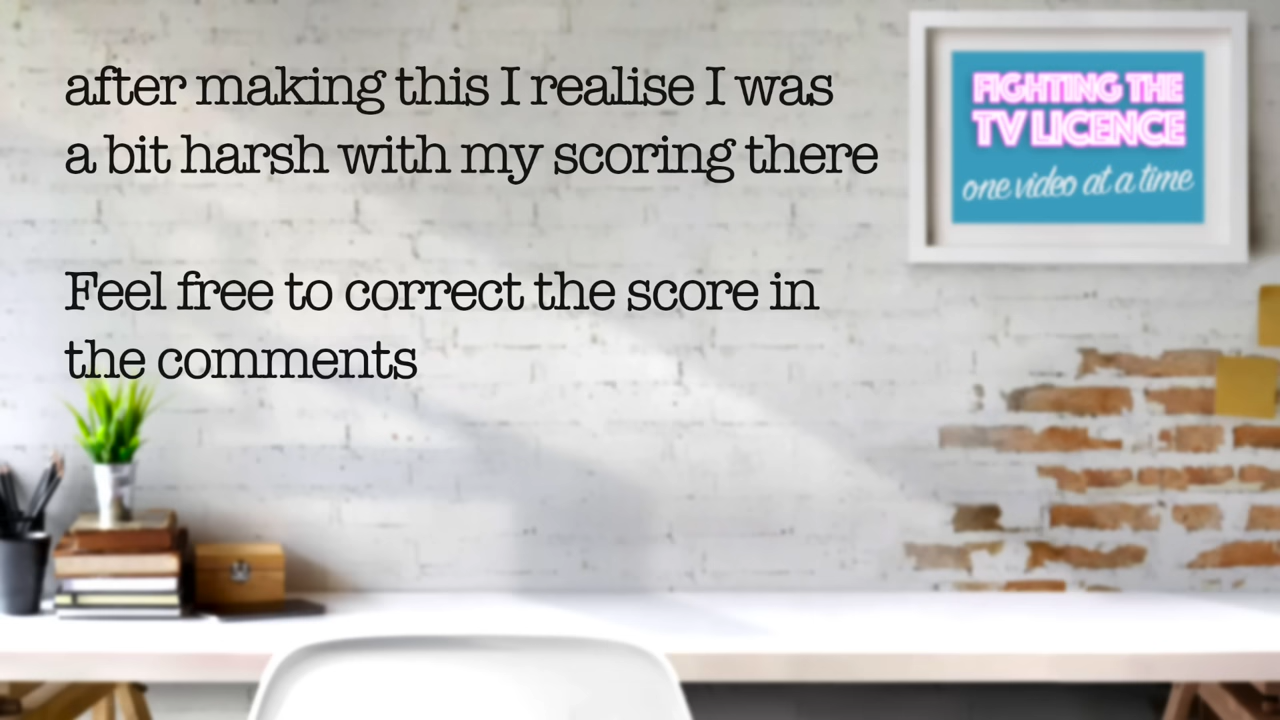 after making this I realise I was
a bit harsh with my scoring there
Feel free to correct the score in
the comments
FIGHTING THE
TV LICENCE
one video at a time